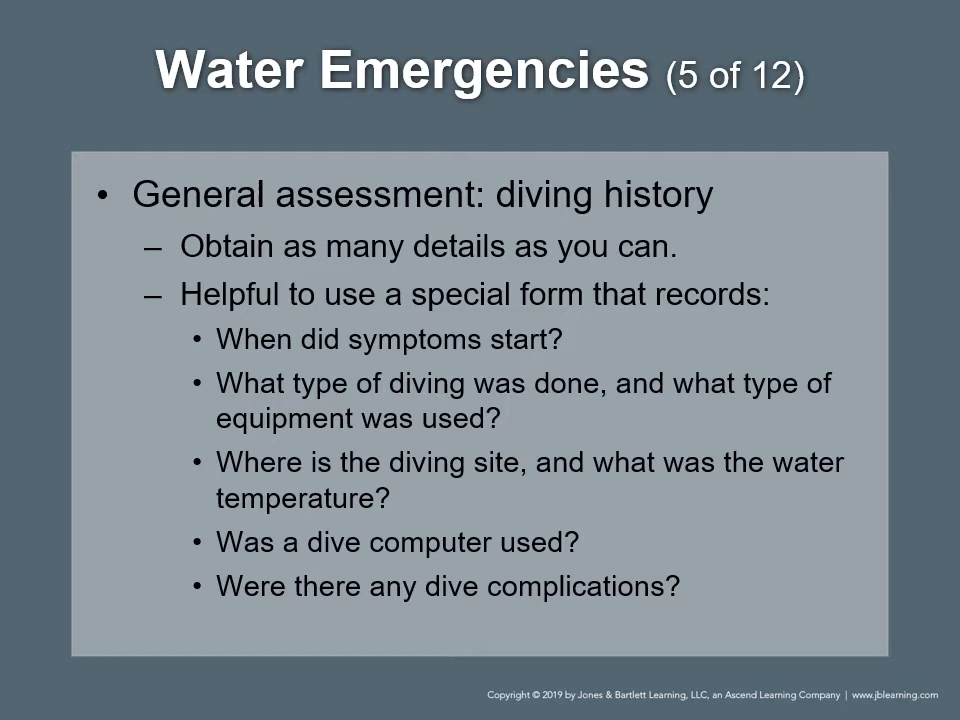 Water Emergencies (5 of 12)
• General assessment: diving history
– Obtain as many details as you can.
– Helpful to use a special form that records:
• When did symptoms start?
• What type of diving was done, and what type of
equipment was used?
• Where is the diving site, and what was the water
temperature?
• Was a dive computer used?
• Were there any dive complications?
Copyright © 2019 by Jones & Bartlett Learning, LLC, an Ascend Learning Company | www.jblearning.com